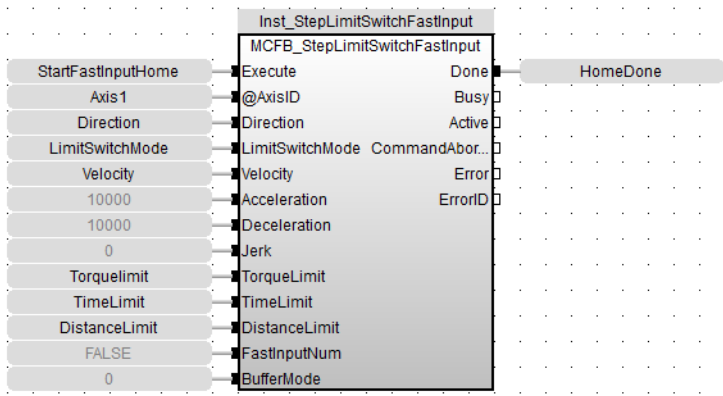 Inst_StepLimitSwitchFastInput
MCFB_StepLimitSwitchFastInput
StartFastInputHome Execute Done HomeDone
Axis1 @AxisID Busy
Direction Direction Active
LimitSwitchMode LimitSwitchMode CommandAbor...
Velocity Velocity Error
10000 Acceleration ErrorID
10000 Deceleration
0 Jerk
Torquelimit TorqueLimit
TimeLimit TimeLimit
DistanceLimit DistanceLimit
FALSE FastInputNum
0 BufferMode